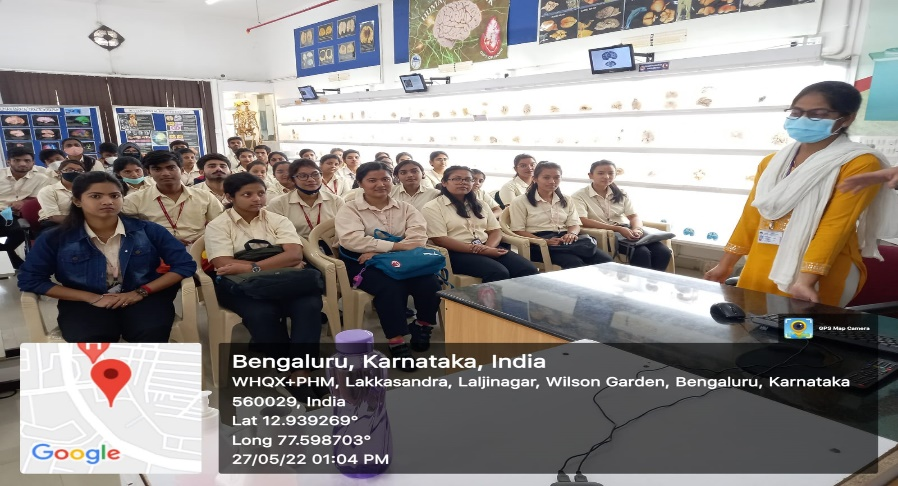 GPS Map Camera
Google
Bengaluru, Karnataka, India
WHQX+PHM, Lakkasandra, Laljinagar, Wilson Garden, Bengaluru, Karnataka
560029, India
Lat 12.939269°
Long 77.598703°
27/05/22 01:04 PM